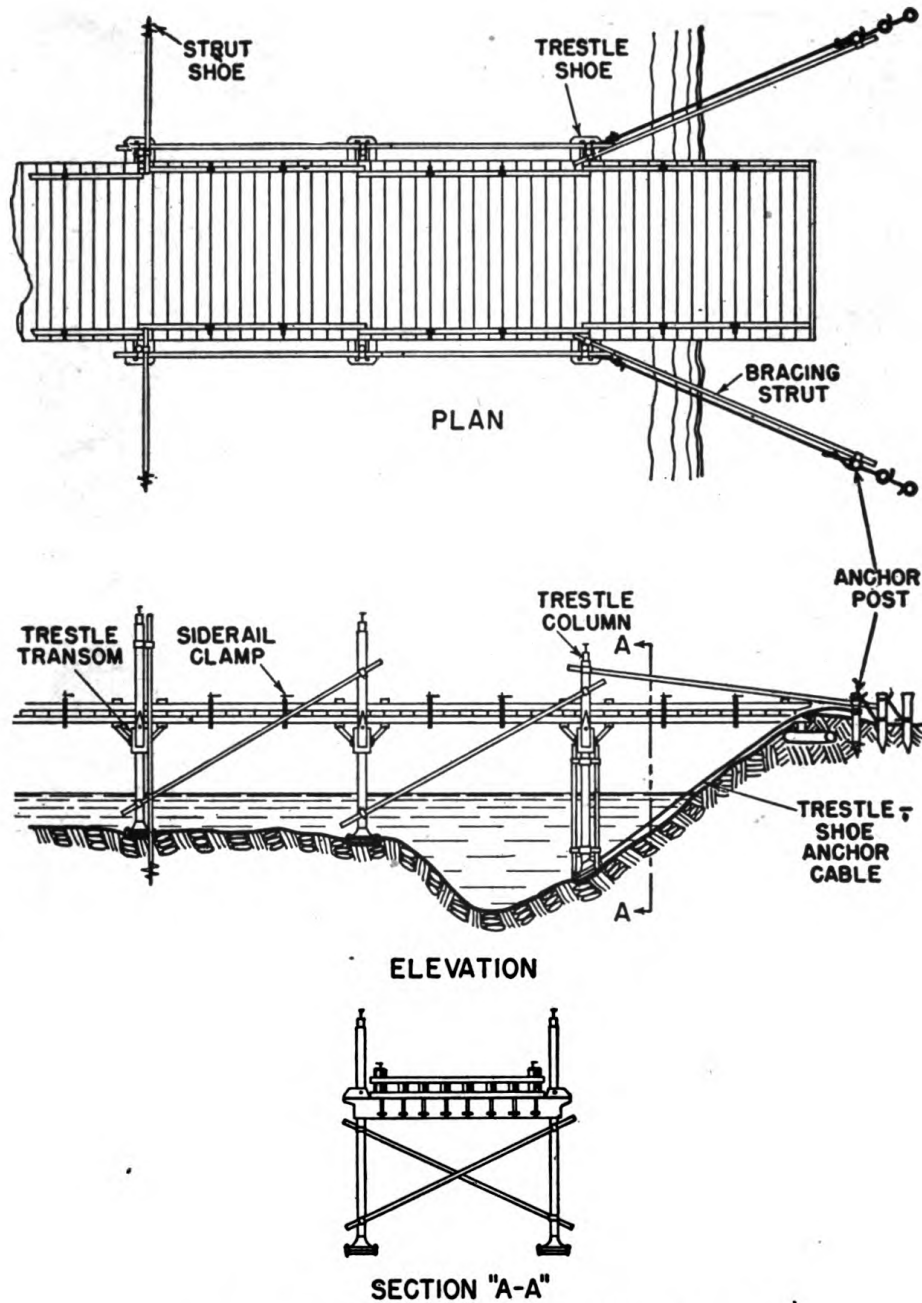 STRUT
SHOE
TRESTLE
SHOE
BRACING
STRUT
PLAN
ANCHOR
POST
TRESTLE
TRANSOM
SIDERAIL
CLAMP
TRESTLE
COLUMN
A
TRESTLE-
SHOE
ANCHOR
CABLE
A
ELEVATION
SECTION "A-A"